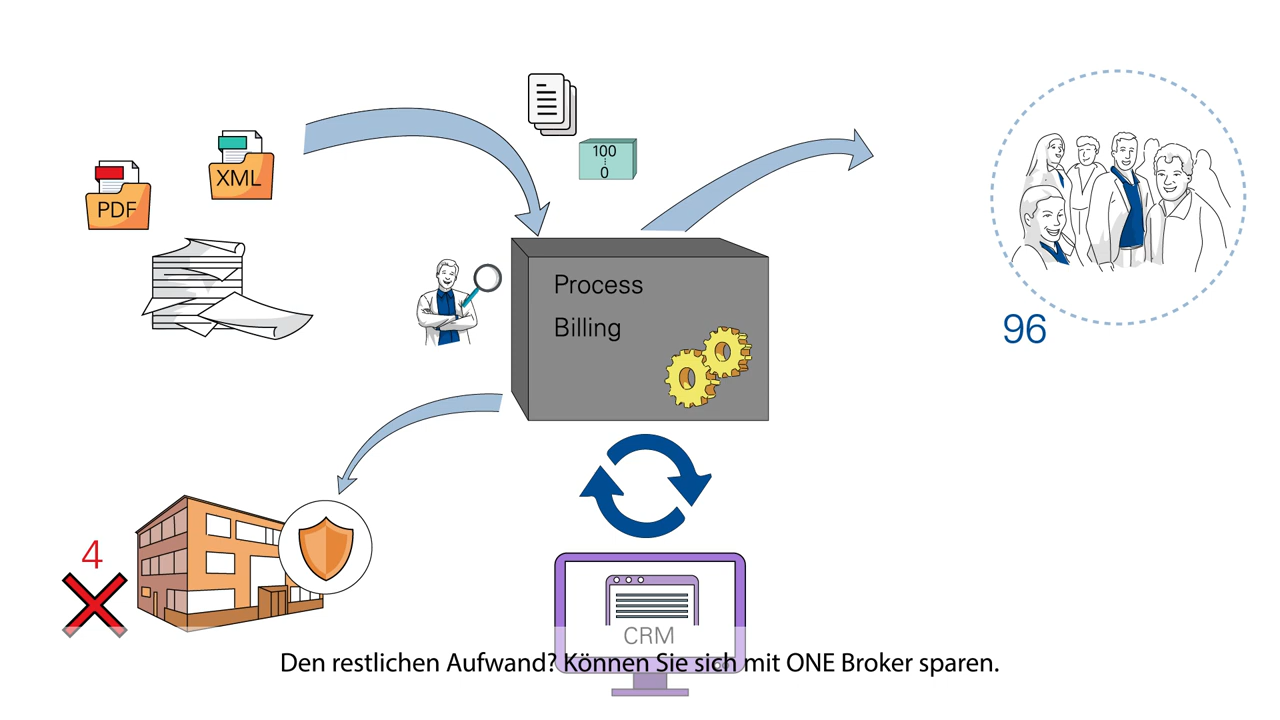 XML
PDF
100
0
Process
Billing
96
4
CRM
Den restlichen Aufwand? Können Sie sich mit ONE Broker sparen.